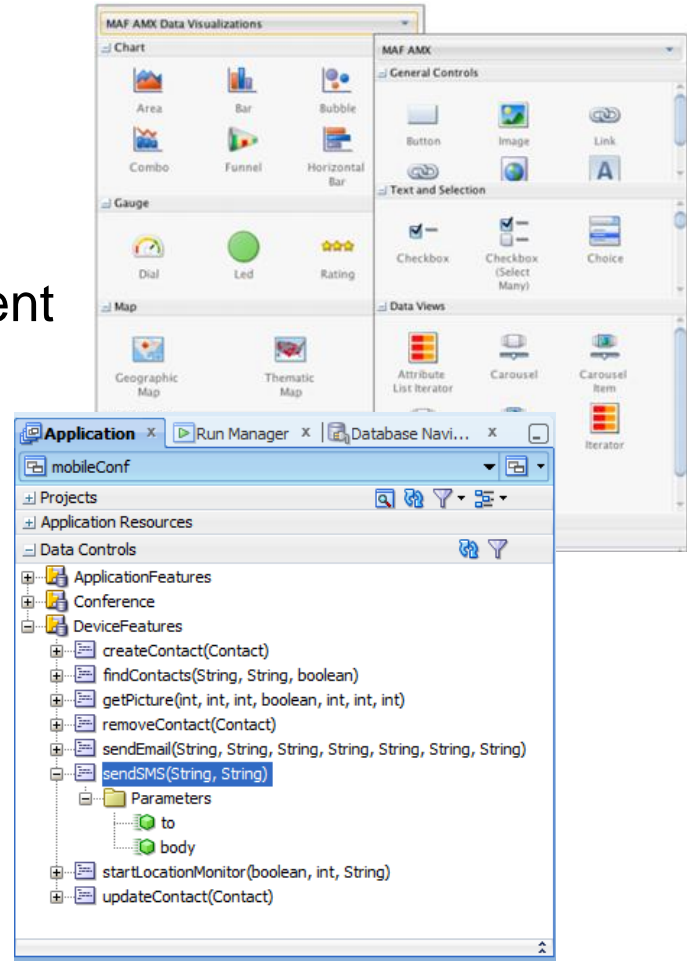 MAF AMX Data Visualizations
Chart
Area Bar Bubble
Combo Funnel Horizontal
Bar
Gauge
Dial Led Rating
Map
Geographic Thematic
Map Map
MAF AMX
General Controls
Button Image Link
Text and Selection
Checkbox Checkbox Choice
(Select
Many)
Data Views
Attribute Carousel Carousel
List Iterator Item
Iterator
ent
Application x Run Manager x Database Navi... x
mobileConf
Projects
Application Resources
Data Controls
ApplicationFeatures
Conference
DeviceFeatures
createContact(Contact)
findContacts(String, String, boolean)
getPicture(int, int, int, boolean, int, int, int)
removeContact(Contact)
sendEmail(String, String, String, String, String, String, String)
sendSMS(String, String)
Parameters
to
body
startLocationMonitor(boolean, int, String)
updateContact(Contact)